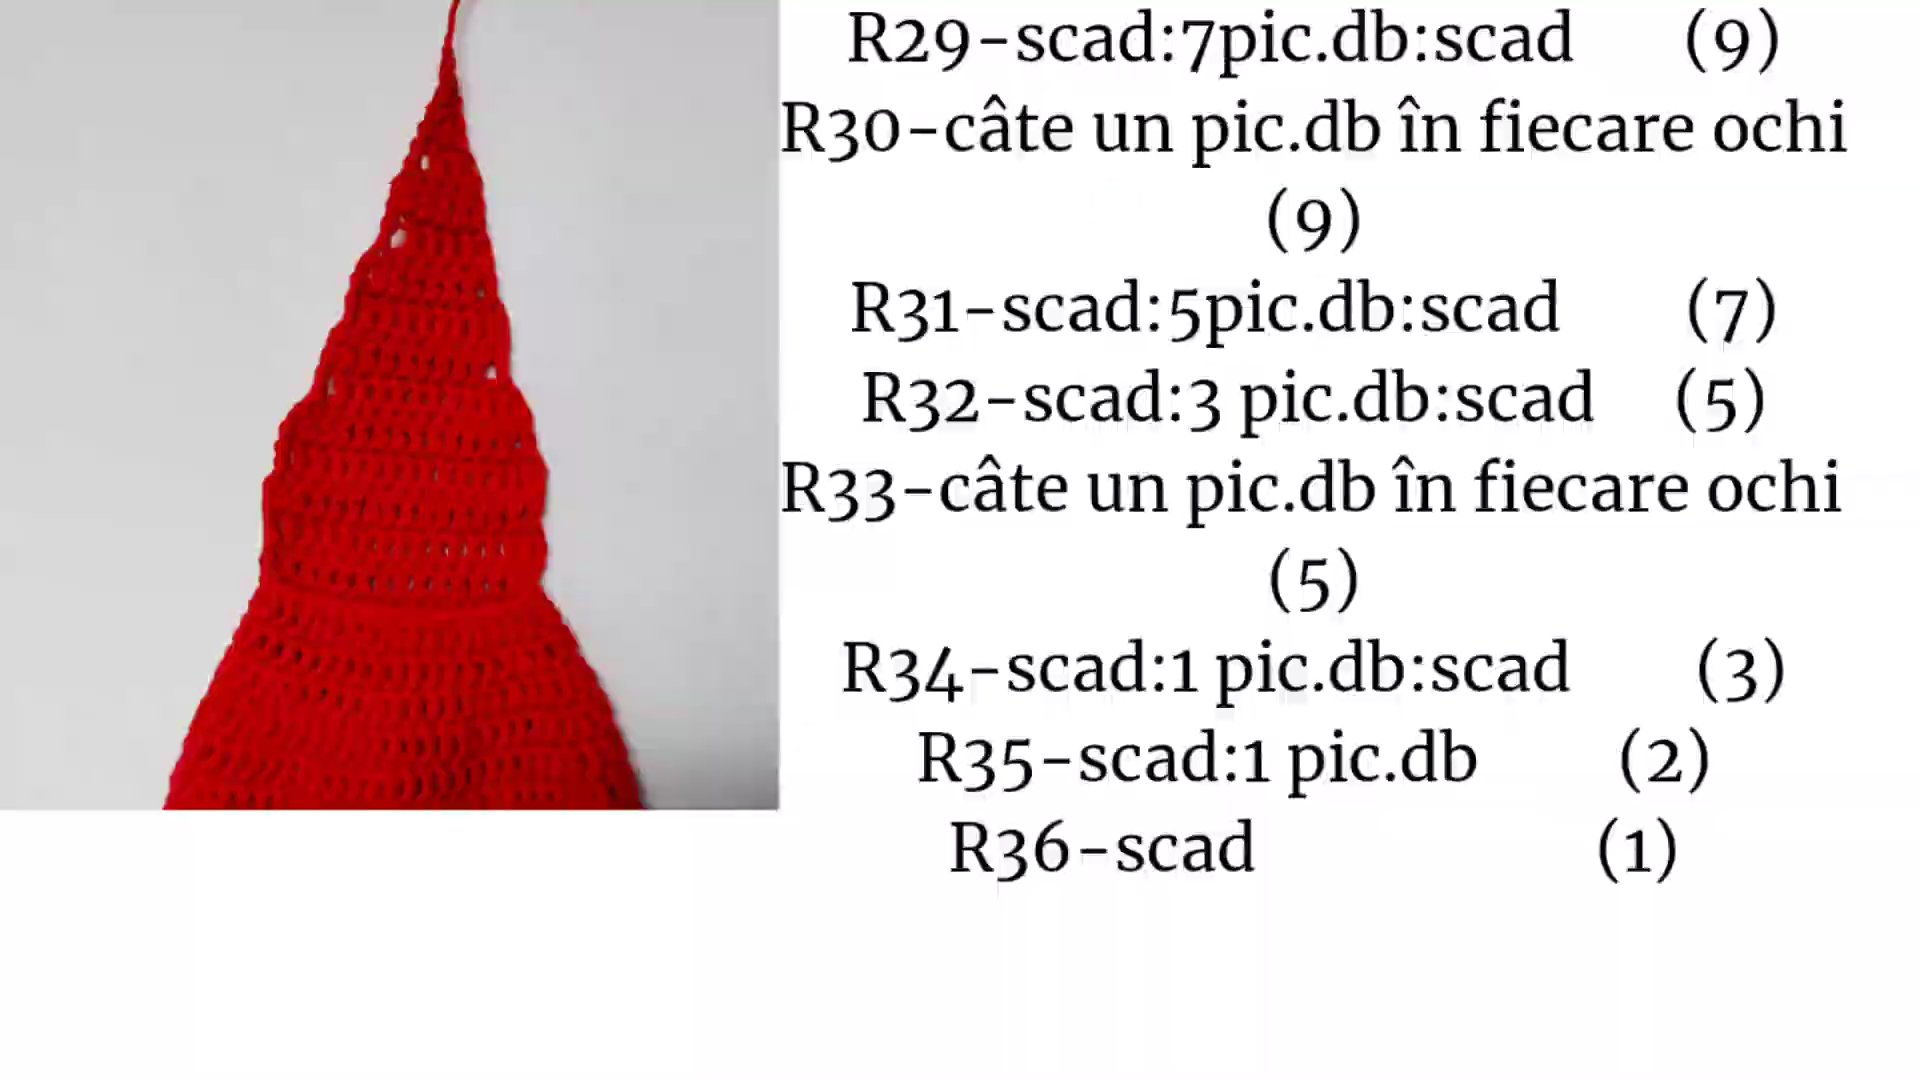 R29-scad:7pic.db:scad (9)
R30-câte un pic.db în fiecare ochi
(9)
R31-scad:5pic.db:scad (7)
R32-scad:3 pic.db:scad (5)
R33-câte un pic.db în fiecare ochi
(5)
R34-scad:1 pic.db:scad (3)
R35-scad:1 pic.db (2)
R36-scad (1)